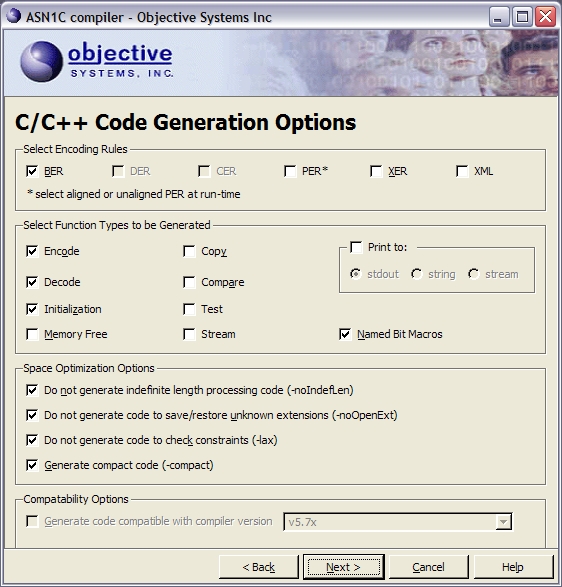 ASN1C compiler - Objective Systems Inc
objective
SYSTEMS, INC.
C/C++ Code Generation Options
Select Encoding Rules
BER DER CER PER* XER XML
* select aligned or unaligned PER at run-time
Select Function Types to be Generated
Encode Copy Print to:
stdout string stream
Decode Compare
Initialization Test
Memory Free Stream Named Bit Macros
Space Optimization Options
Do not generate indefinite length processing code (-noIndefLen)
Do not generate code to save/restore unknown extensions (-noOpenExt)
Do not generate code to check constraints (-lax)
Generate compact code (-compact)
Compatability Options
Generate code compatible with compiler version v5.7x
< Back Next > Cancel Help